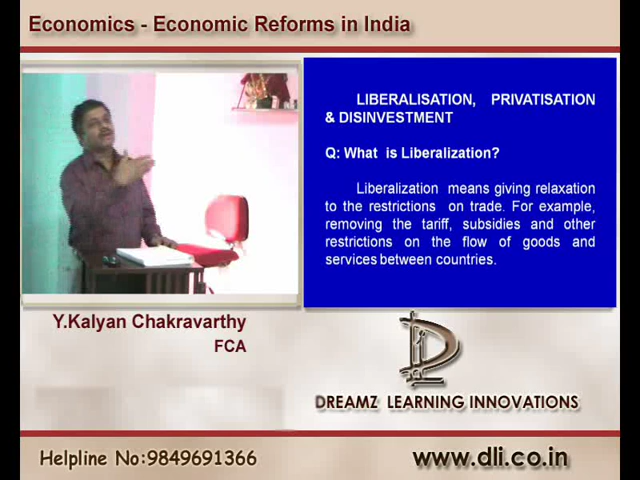 Economics - Economic Reforms in India
LIBERALISATION, PRIVATISATION
& DISINVESTMENT
Q: What is Liberalization?
Liberalization means giving relaxation
to the restrictions on trade. For example,
removing the tariff, subsidies and other
restrictions on the flow of goods and
services between countries.
Y.Kalyan Chakravarthy
FCA
DREAMZ LEARNING INNOVATIONS
Helpline No:9849691366
www.dli.co.in